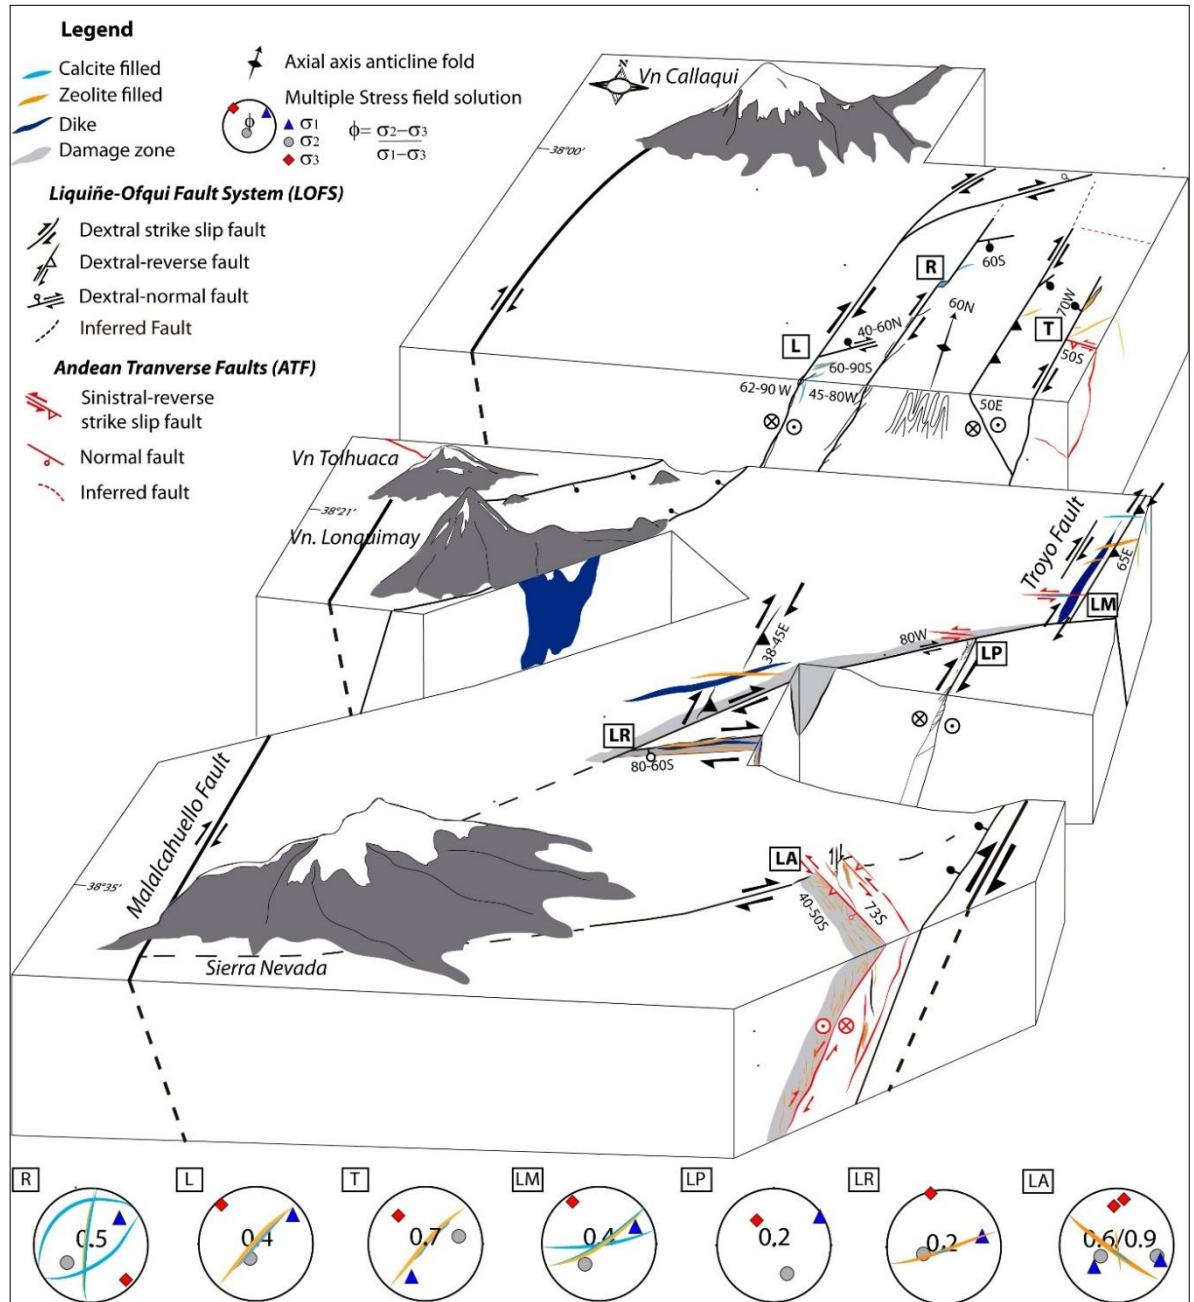 Legend
Calcite filled
Zeolite filled
Dike
Damage zone
Axial axis anticline fold
Multiple Stress field solution
ϕ
σ1
σ2
σ3
ϕ= σ2−σ3
σ1−σ3
Liquiñe-Ofqui Fault System (LOFS)
Dextral strike slip fault
Dextral-reverse fault
Dextral-normal fault
Inferred Fault
Andean Tranverse Faults (ATF)
Sinistral-reverse
strike slip fault
Normal fault
Inferred fault
N
Vn Callaqui
38°00'
R
60S
60N
70W
T
50S
L
40-60N
60-90S
62-90 W
45-80W
50E
Vn Tolhuaca
38°21'
Vn. Lonquimay
Troyo Fault
65E
LM
38-45E
80W
LP
LR
80-60S
Malalcahuello Fault
38°35'
LA
40-50S
73S
Sierra Nevada
R
L
T
LM
LP
LR
LA
0.5
0.4
0.7
0.4
0.2
0.2
0.6/0.9